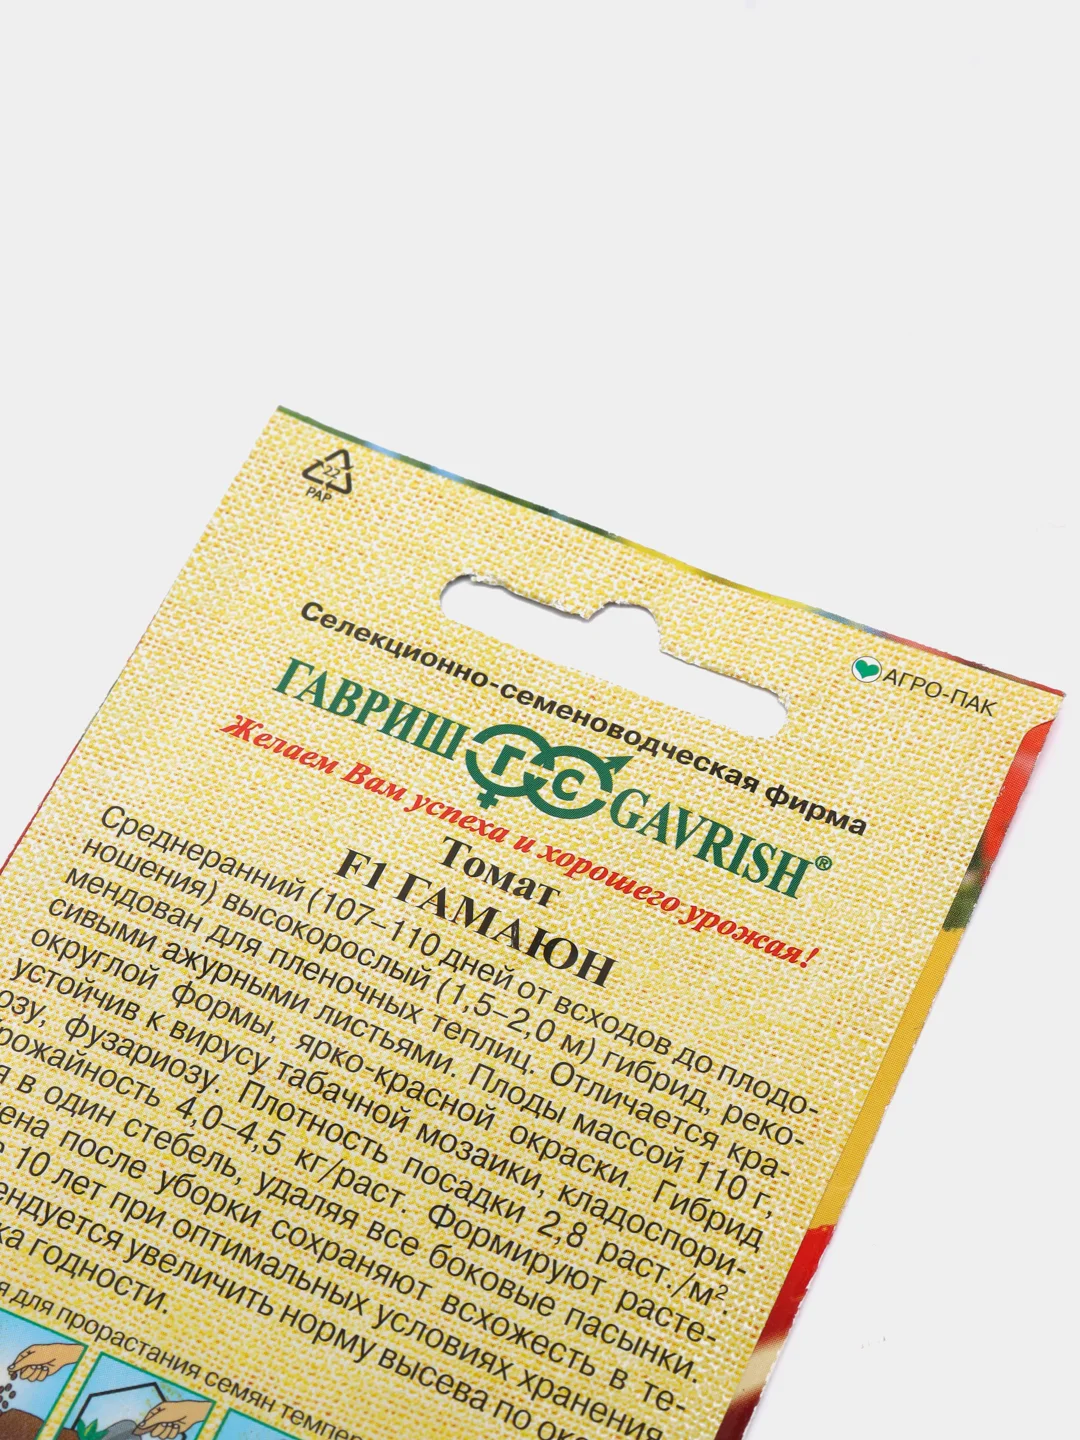 22
PAP
АГРО-ПАК
Селекционно-семеноводческая фирма
ГАВРИШ ГС GAVRISH®
Желаем Вам успеха и хорошего урожая!
Томат
F1 ГАМАЮН
Среднеранний (107–110 дней от всходов до плодо-
ношения) высокорослый (1,5–2,0 м) гибрид, реко-
мендован для пленочных теплиц. Отличается кра-
сивыми ажурными листьями. Плоды массой 110 г,
округлой формы, ярко-красной окраски. Гибрид
устойчив к вирусу табачной мозаики, кладоспори-
озу, фузариозу. Плотность посадки 2,8 раст./м².
рожайность 4,0–4,5 кг/раст. Формируют расте-
я в один стебель, удаляя все боковые пасынки.
ена после уборки сохраняют всхожесть в те-
10 лет при оптимальных условиях хранения
ендуется увеличить норму высева по око
ка годности.
я для прорастания семян темпер